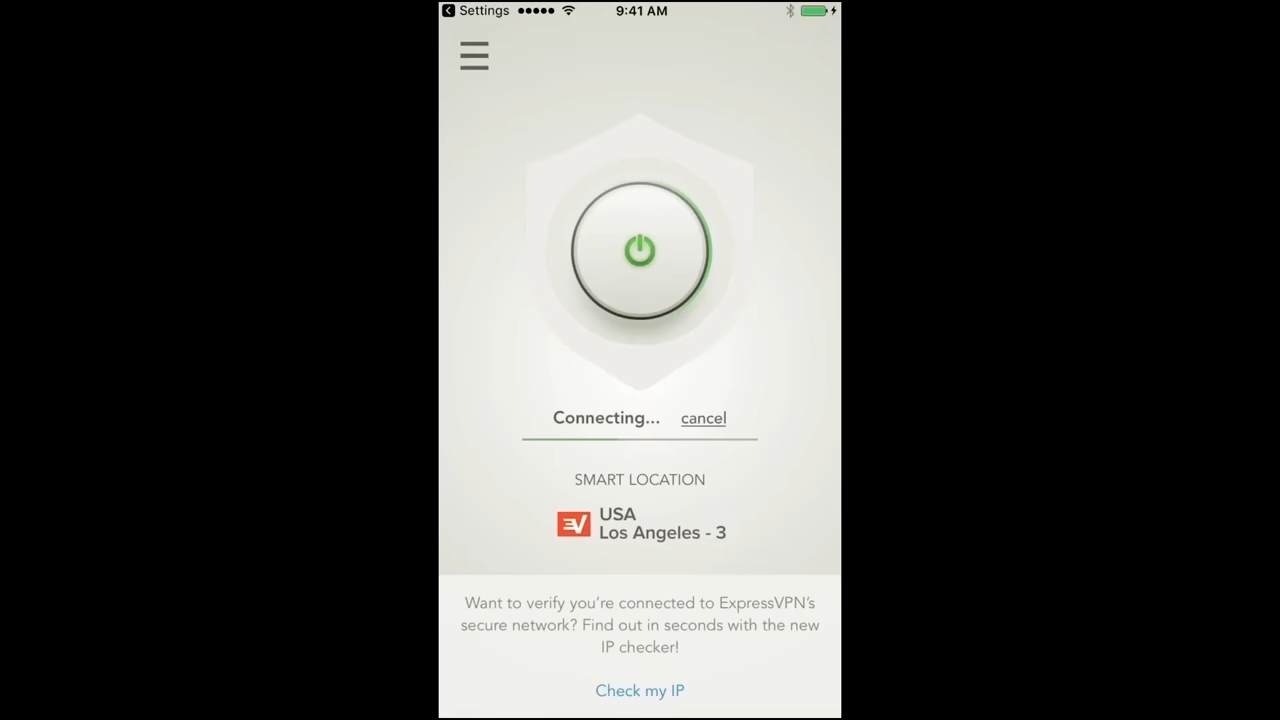 Settings 9:41 AM
Connecting... cancel
SMART LOCATION
EV USA
Los Angeles - 3
Want to verify you're connected to ExpressVPN's
secure network? Find out in seconds with the new
IP checker!
Check my IP